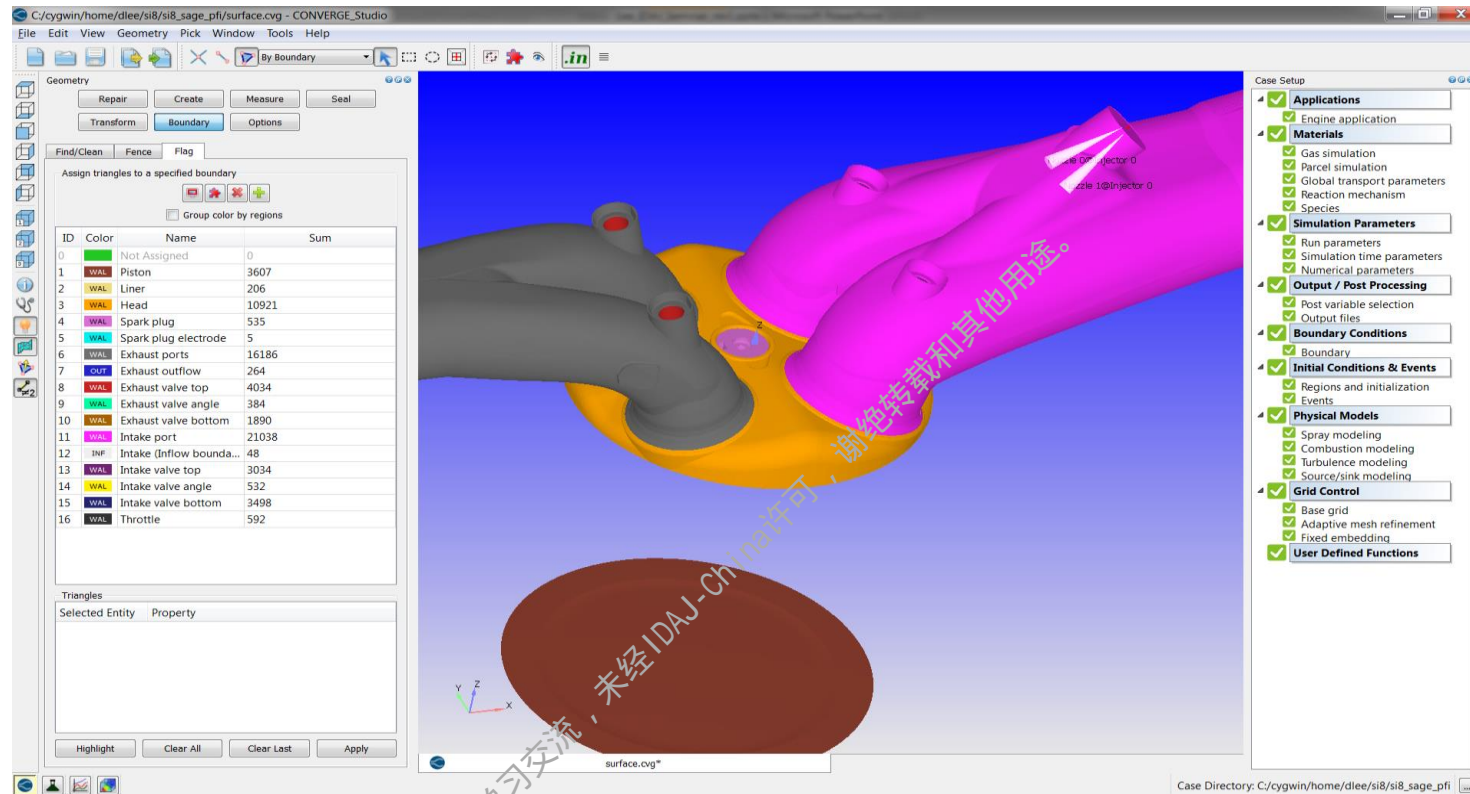 C:/cygwin/home/dlee/si8/si8_sage_pfi/surface.cvg - CONVERGE_Studio
File Edit View Geometry Pick Window Tools Help
By Boundary
.in
Geometry
Repair Create Measure Seal
Transform Boundary Options
Find/Clean Fence Flag
Assign triangles to a specified boundary
Group color by regions
ID Color Name Sum
0 Not Assigned 0
1 WAL Piston 3607
2 WAL Liner 206
3 WAL Head 10921
4 WAL Spark plug 535
5 WAL Spark plug electrode 5
6 WAL Exhaust ports 16186
7 OUT Exhaust outflow 264
8 WAL Exhaust valve top 4034
9 WAL Exhaust valve angle 384
10 WAL Exhaust valve bottom 1890
11 WAL Intake port 21038
12 INF Intake (Inflow bounda... 48
13 WAL Intake valve top 3034
14 WAL Intake valve angle 532
15 WAL Intake valve bottom 3498
16 WAL Throttle 592
Triangles
Selected Entity Property
Highlight Clear All Clear Last Apply
zzle 1@Injector 0
Z
Y Z
X
习交流，未经IDAJ-China许可，谢绝转载和其他用途。
surface.cvg*
Case Setup
Applications
Engine application
Materials
Gas simulation
Parcel simulation
Global transport parameters
Reaction mechanism
Species
Simulation Parameters
Run parameters
Simulation time parameters
Numerical parameters
Output / Post Processing
Post variable selection
Output files
Boundary Conditions
Boundary
Initial Conditions & Events
Regions and initialization
Events
Physical Models
Spray modeling
Combustion modeling
Turbulence modeling
Source/sink modeling
Grid Control
Base grid
Adaptive mesh refinement
Fixed embedding
User Defined Functions
Case Directory: C:/cygwin/home/dlee/si8/si8_sage_pfi ...